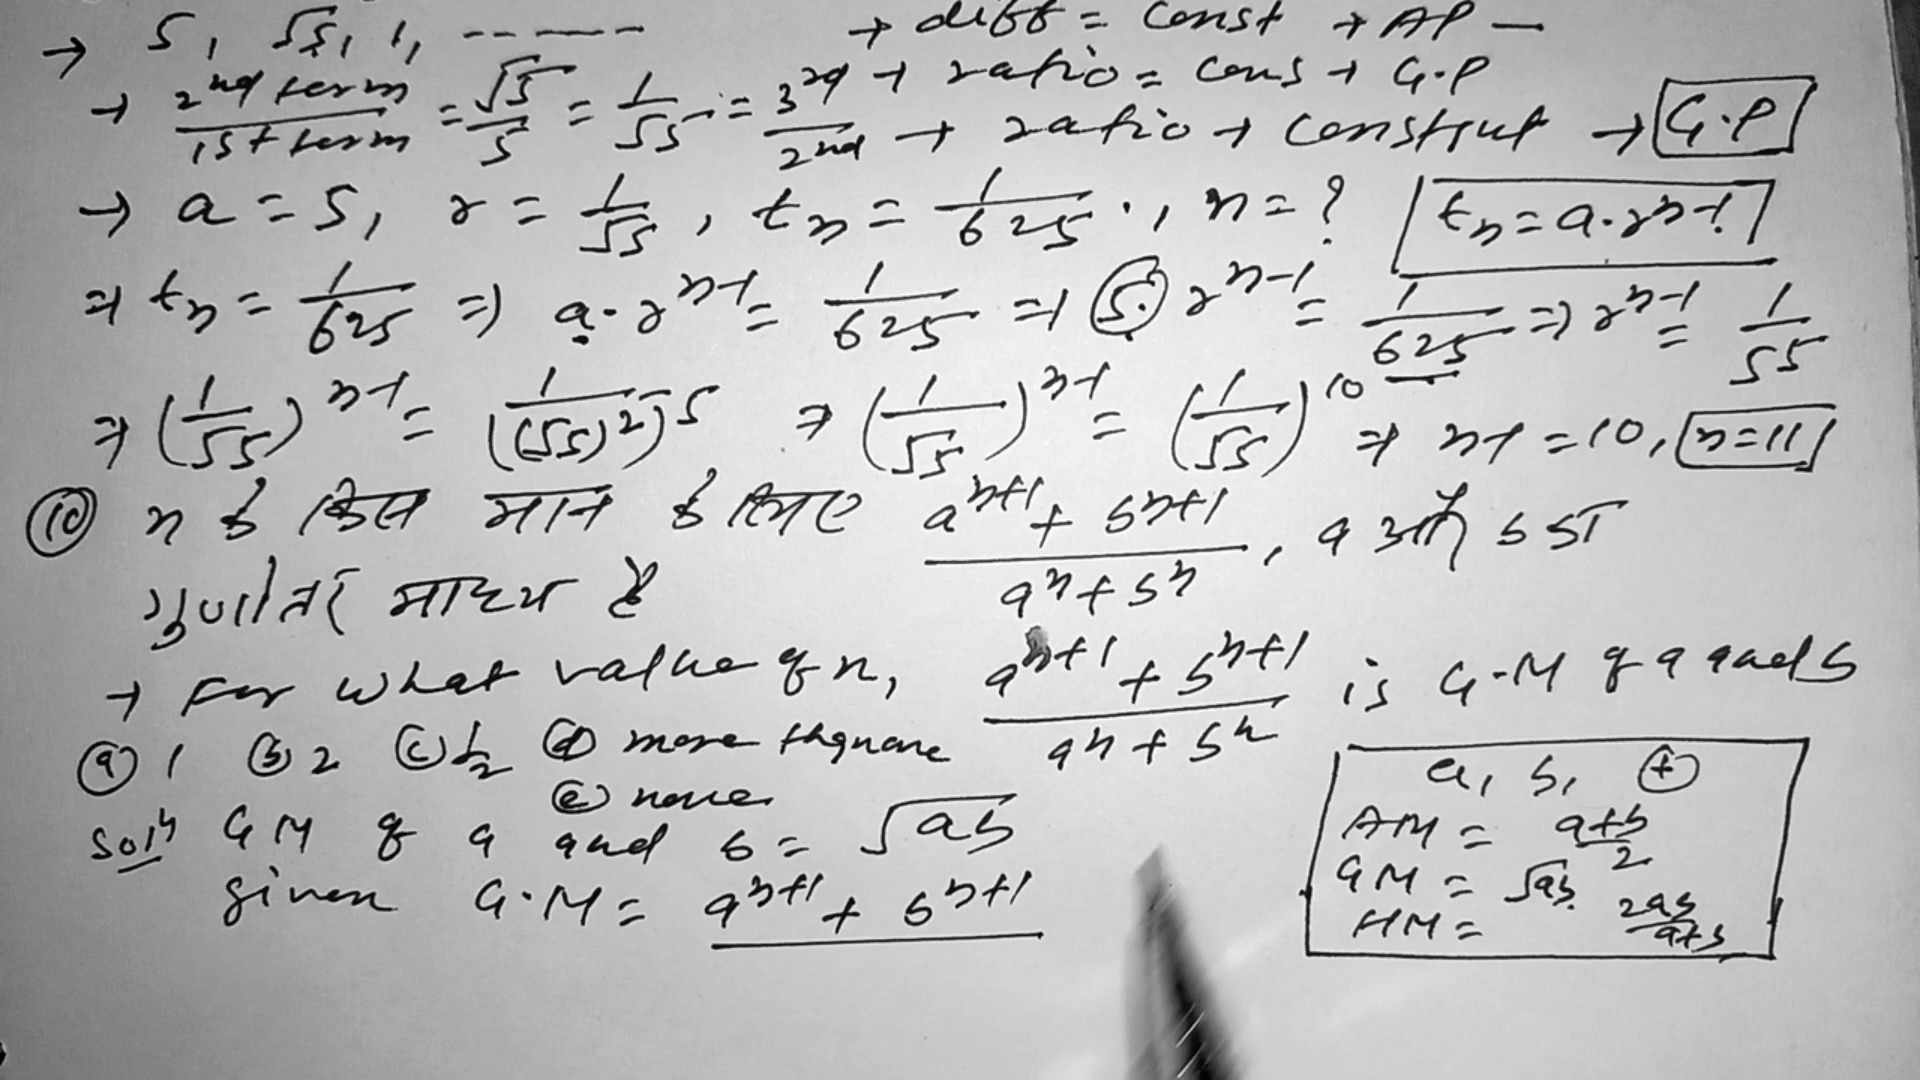 → 5, √5, 1, ------ → diff = const → AP —
→ 2nd term / 1st term = √5/5 = 1/√5 = 3rd/2nd → ratio = cons → G.P
→ ratio → constant → G.P
→ a = 5, r = 1/√5, tn = 1/625, n = ? tn = a.r^n-1
⇒ tn = 1/625 ⇒ a.r^n-1 = 1/625 ⇒ 5. r^n-1 = 1/625 ⇒ r^n-1 = 1/5^5
⇒ (1/√5)^n-1 = (1/(√5)^2)^5 ⇒ (1/√5)^n-1 = (1/√5)^10 ⇒ n-1 = 10, n=11
(10) n के किस मान के लिए a^n+1 + b^n+1 / a^n + b^n, a और b का
गुणोत्तर माध्य है
→ For what value of n, a^n+1 + b^n+1 / a^n + b^n is G.M of a and b
(a) 1 (b) 2 (c) 1/2 (d) more than one
(e) none
Soln GM of a and b = √ab
given G.M = a^n+1 + b^n+1
a, b, (+)
AM = a+b/2
GM = √ab
HM = 2ab/a+b